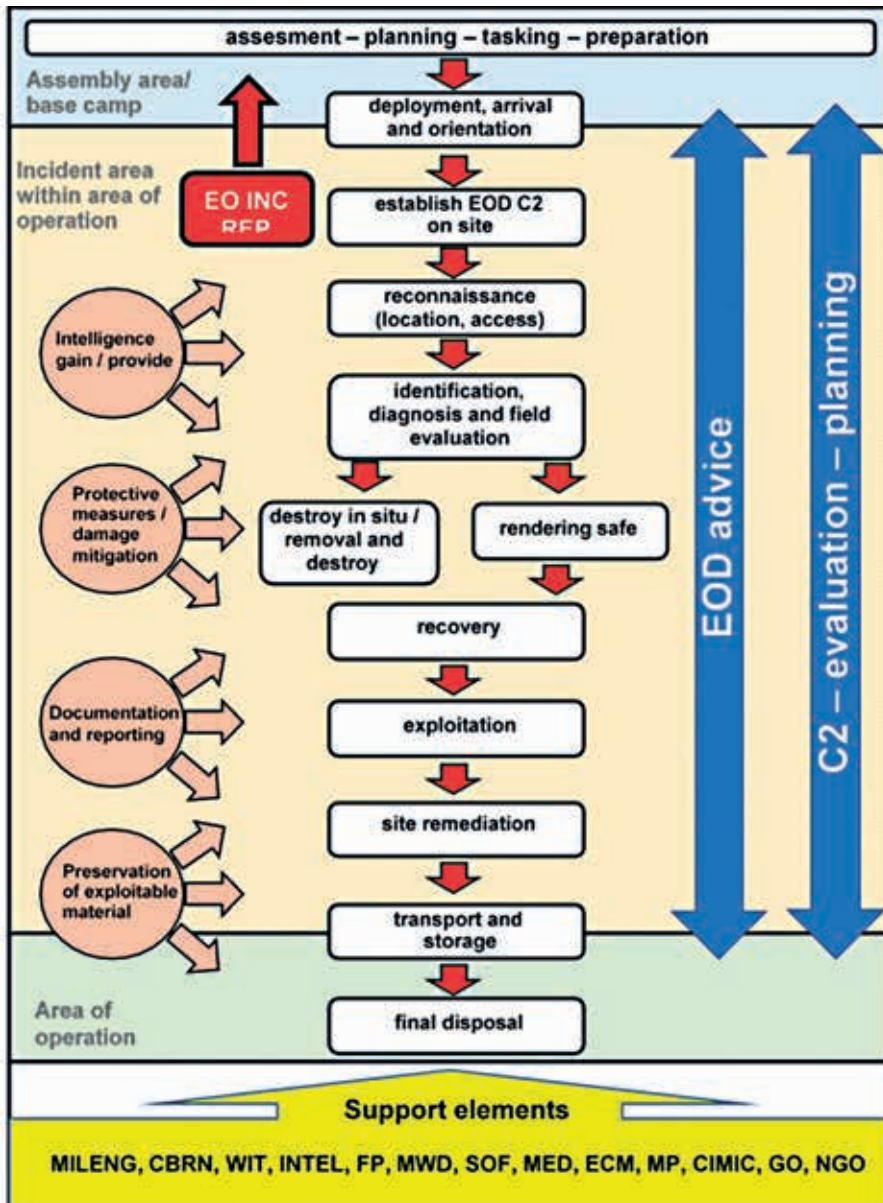 assesment – planning – tasking – preparation
Assembly area/
base camp
deployment, arrival
and orientation
Incident area
within area of
operation
EO INC
REP
establish EOD C2
on site
reconnaissance
(location, access)
Intelligence
gain / provide
identification,
diagnosis and field
evaluation
Protective
measures /
damage
mitigation
destroy in situ /
removal and
destroy
rendering safe
recovery
Documentation
and reporting
exploitation
site remediation
Preservation
of exploitable
material
transport and
storage
EOD advice
C2 – evaluation – planning
Area of
operation
final disposal
Support elements
MILENG, CBRN, WIT, INTEL, FP, MWD, SOF, MED, ECM, MP, CIMIC, GO, NGO